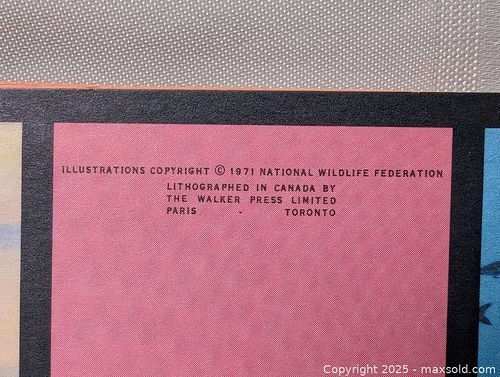 ILLUSTRATIONS COPYRIGHT © 1971 NATIONAL WILDLIFE FEDERATION
LITHOGRAPHED IN CANADA BY
THE WALKER PRESS LIMITED
PARIS - TORONTO
Copyright 2025 - maxsold.com